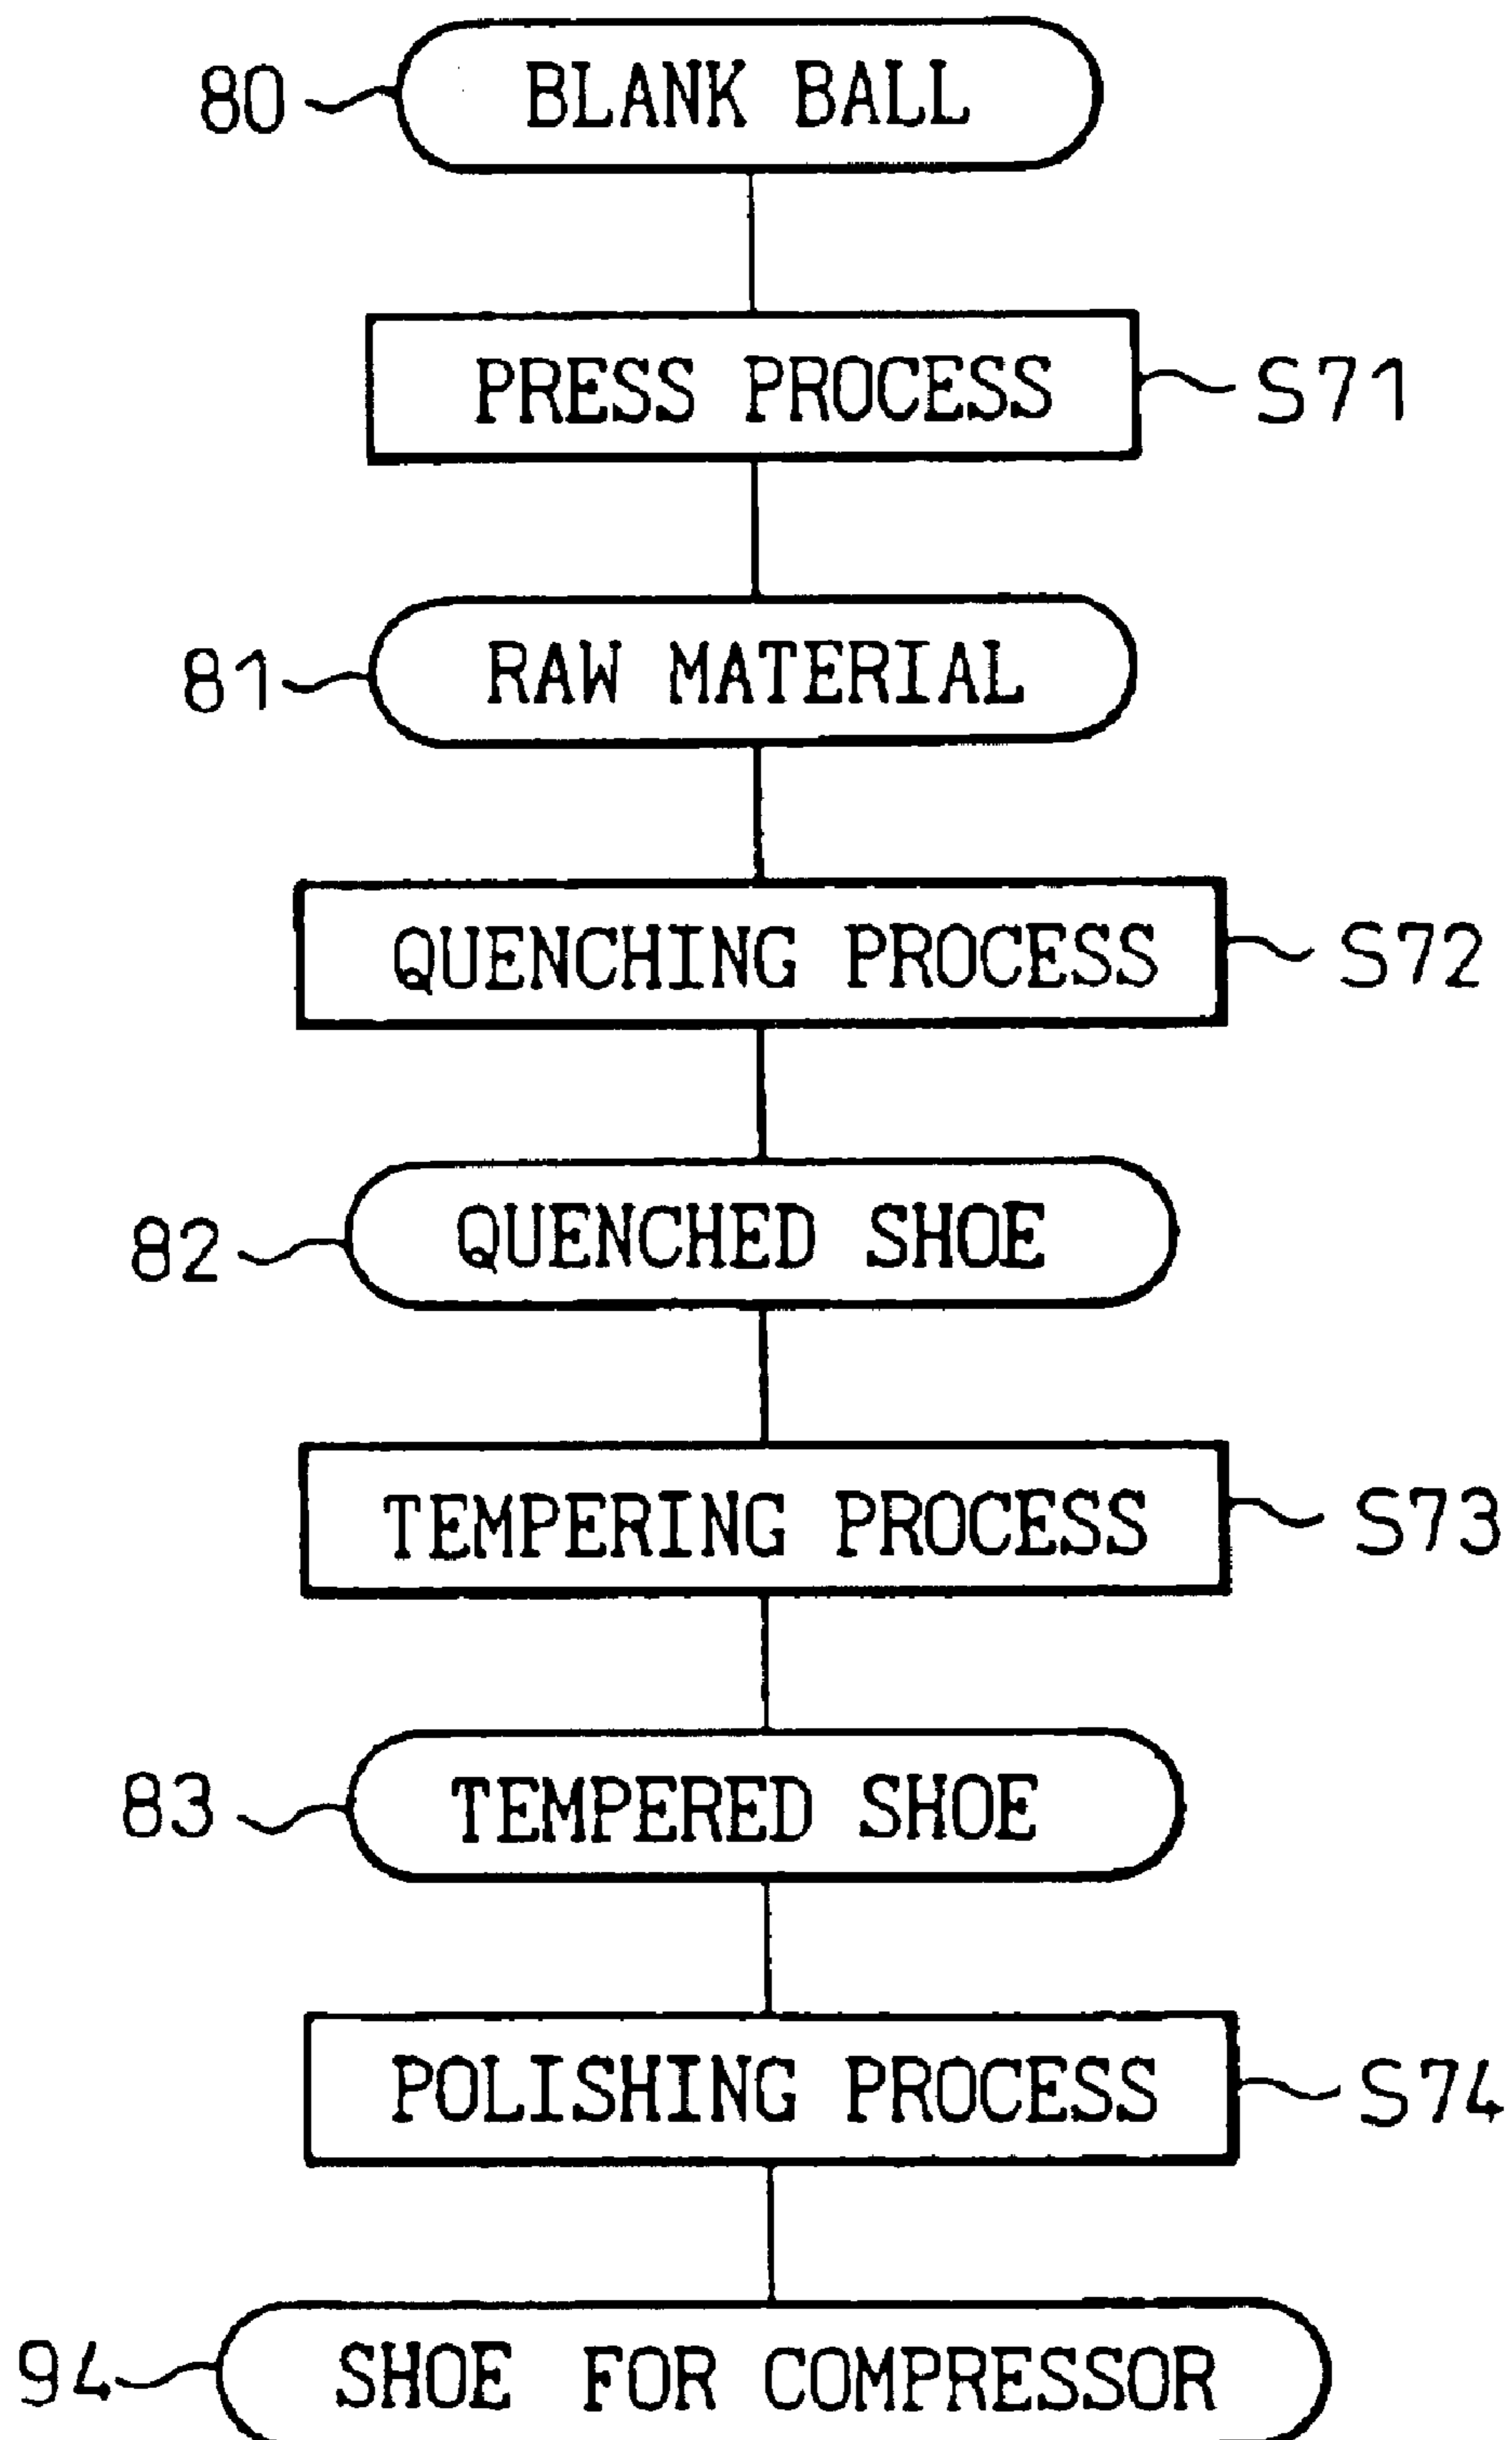 80 BLANK BALL
PRESS PROCESS S71
81 RAW MATERIAL
QUENCHING PROCESS S72
82 QUENCHED SHOE
TEMPERING PROCESS S73
83 TEMPERED SHOE
POLISHING PROCESS S74
94 SHOE FOR COMPRESSOR